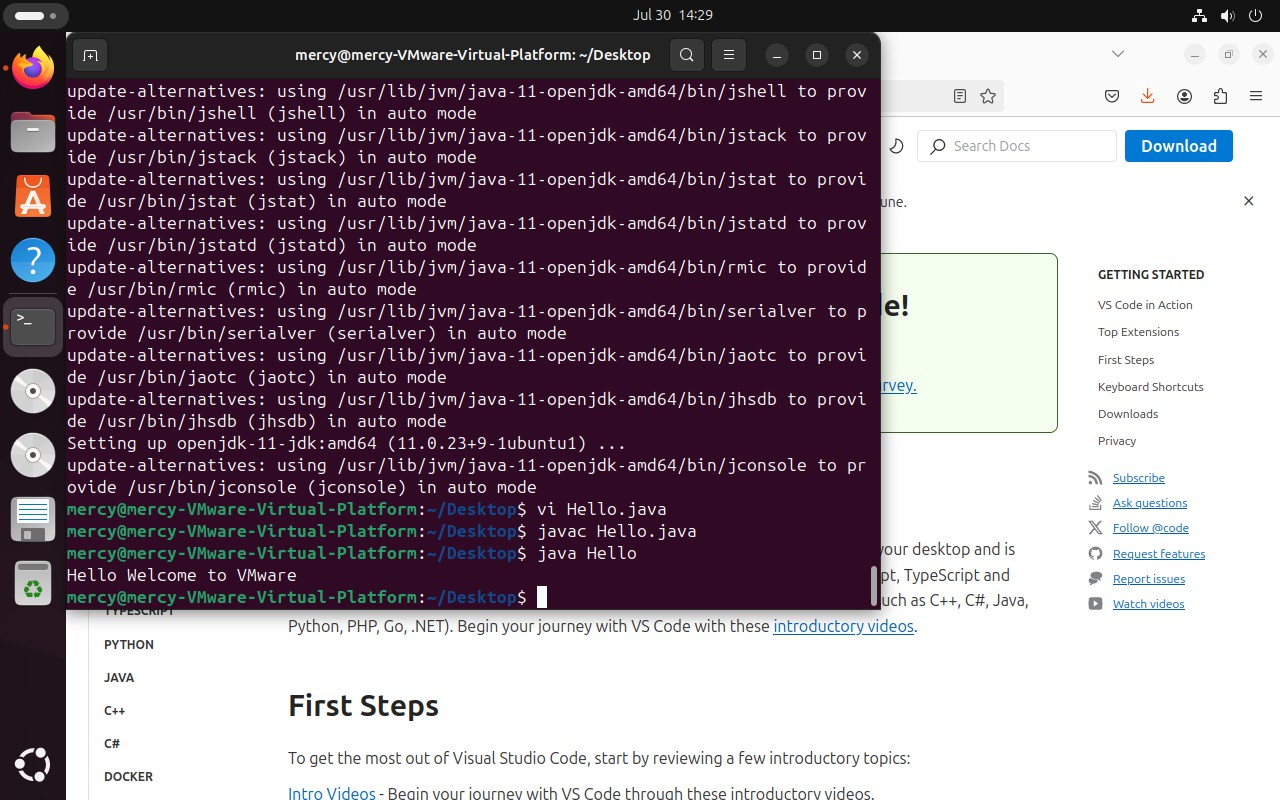 Jul 30 14:29
mercy@mercy-VMware-Virtual-Platform: ~/Desktop
update-alternatives: using /usr/lib/jvm/java-11-openjdk-amd64/bin/jshell to prov
ide /usr/bin/jshell (jshell) in auto mode
update-alternatives: using /usr/lib/jvm/java-11-openjdk-amd64/bin/jstack to prov
ide /usr/bin/jstack (jstack) in auto mode
update-alternatives: using /usr/lib/jvm/java-11-openjdk-amd64/bin/jstat to provi
de /usr/bin/jstat (jstat) in auto mode
update-alternatives: using /usr/lib/jvm/java-11-openjdk-amd64/bin/jstatd to prov
ide /usr/bin/jstatd (jstatd) in auto mode
update-alternatives: using /usr/lib/jvm/java-11-openjdk-amd64/bin/rmic to provid
e /usr/bin/rmic (rmic) in auto mode
update-alternatives: using /usr/lib/jvm/java-11-openjdk-amd64/bin/serialver to p
rovide /usr/bin/serialver (serialver) in auto mode
update-alternatives: using /usr/lib/jvm/java-11-openjdk-amd64/bin/jaotc to provi
de /usr/bin/jaotc (jaotc) in auto mode
update-alternatives: using /usr/lib/jvm/java-11-openjdk-amd64/bin/jhsdb to provi
de /usr/bin/jhsdb (jhsdb) in auto mode
Setting up openjdk-11-jdk:amd64 (11.0.23+9-1ubuntu1) ...
update-alternatives: using /usr/lib/jvm/java-11-openjdk-amd64/bin/jconsole to pr
ovide /usr/bin/jconsole (jconsole) in auto mode
mercy@mercy-VMware-Virtual-Platform:~/Desktop$ vi Hello.java
mercy@mercy-VMware-Virtual-Platform:~/Desktop$ javac Hello.java
mercy@mercy-VMware-Virtual-Platform:~/Desktop$ java Hello
Hello Welcome to VMware
mercy@mercy-VMware-Virtual-Platform:~/Desktop$
Search Docs
Download
une.
le!
rvey.
GETTING STARTED
VS Code in Action
Top Extensions
First Steps
Keyboard Shortcuts
Downloads
Privacy
Subscribe
Ask questions
Follow @code
Request features
Report issues
Watch videos
TYPESCRIPT
PYTHON
JAVA
C++
C#
DOCKER
our desktop and is
pt, TypeScript and
uch as C++, C#, Java,
Python, PHP, Go, .NET). Begin your journey with VS Code with these introductory videos.
First Steps
To get the most out of Visual Studio Code, start by reviewing a few introductory topics:
Intro Videos - Begin your journey with VS Code through these introductory videos.